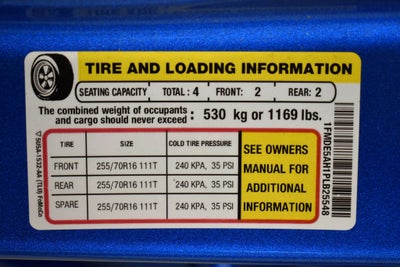 TIRE AND LOADING INFORMATION
SEATING CAPACITY TOTAL : 4 FRONT: 2 REAR: 2
The combined weight of occupants
and cargo should never exceed : 530 kg or 1169 lbs.
TIRE SIZE COLD TIRE PRESSURE
FRONT 255/70R16 111T 240 KPA, 35 PSI
REAR 255/70R16 111T 240 KPA, 35 PSI
SPARE 255/70R16 111T 240 KPA, 35 PSI
SEE OWNERS
MANUAL FOR
ADDITIONAL
INFORMATION
1FMDE5AH1PLB25548